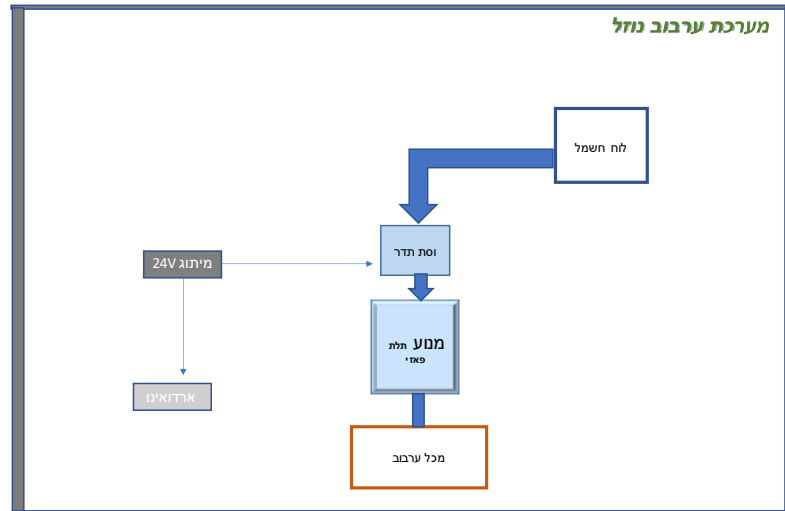 מערכת ערבוב נוזל
לוח חשמל
וסת תדר
מיתוג 24V
מנוע תלת
פאזי
ארדואינו
מכל ערבוב